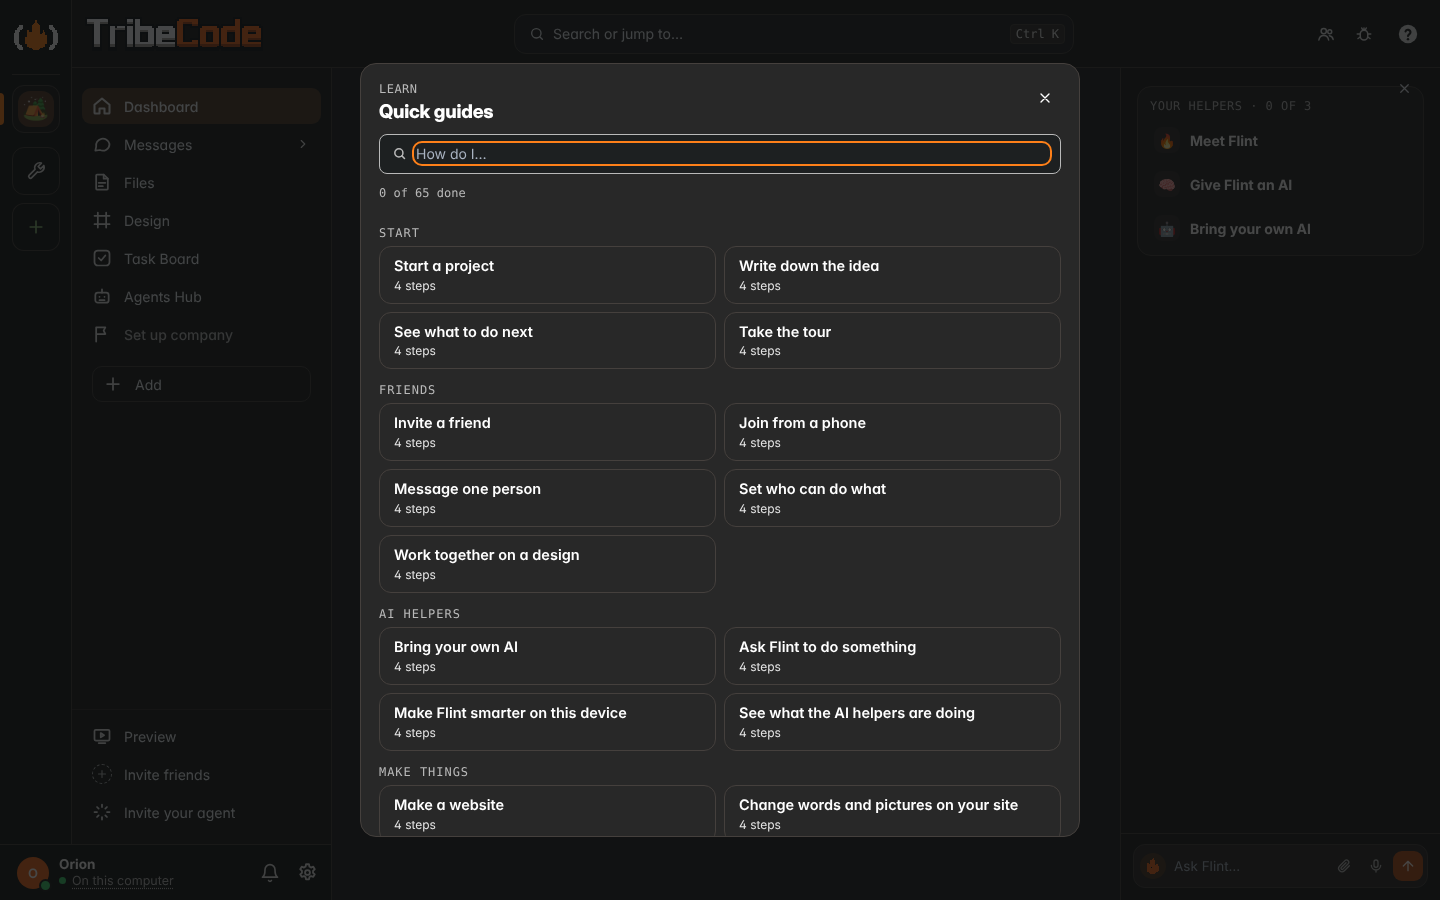 TribeCode
Search or jump to...
Ctrl K
Dashboard
Messages
Files
Design
Task Board
Agents Hub
Set up company
Add
Preview
Invite friends
Invite your agent
O
Orion
On this computer
LEARN
Quick guides
How do I...
0 of 65 done
START
Start a project
4 steps
Write down the idea
4 steps
See what to do next
4 steps
Take the tour
4 steps
FRIENDS
Invite a friend
4 steps
Join from a phone
4 steps
Message one person
4 steps
Set who can do what
4 steps
Work together on a design
4 steps
AI HELPERS
Bring your own AI
4 steps
Ask Flint to do something
4 steps
Make Flint smarter on this device
4 steps
See what the AI helpers are doing
4 steps
MAKE THINGS
Make a website
4 steps
Change words and pictures on your site
4 steps
YOUR HELPERS · 0 OF 3
Meet Flint
Give Flint an AI
Bring your own AI
Ask Flint...